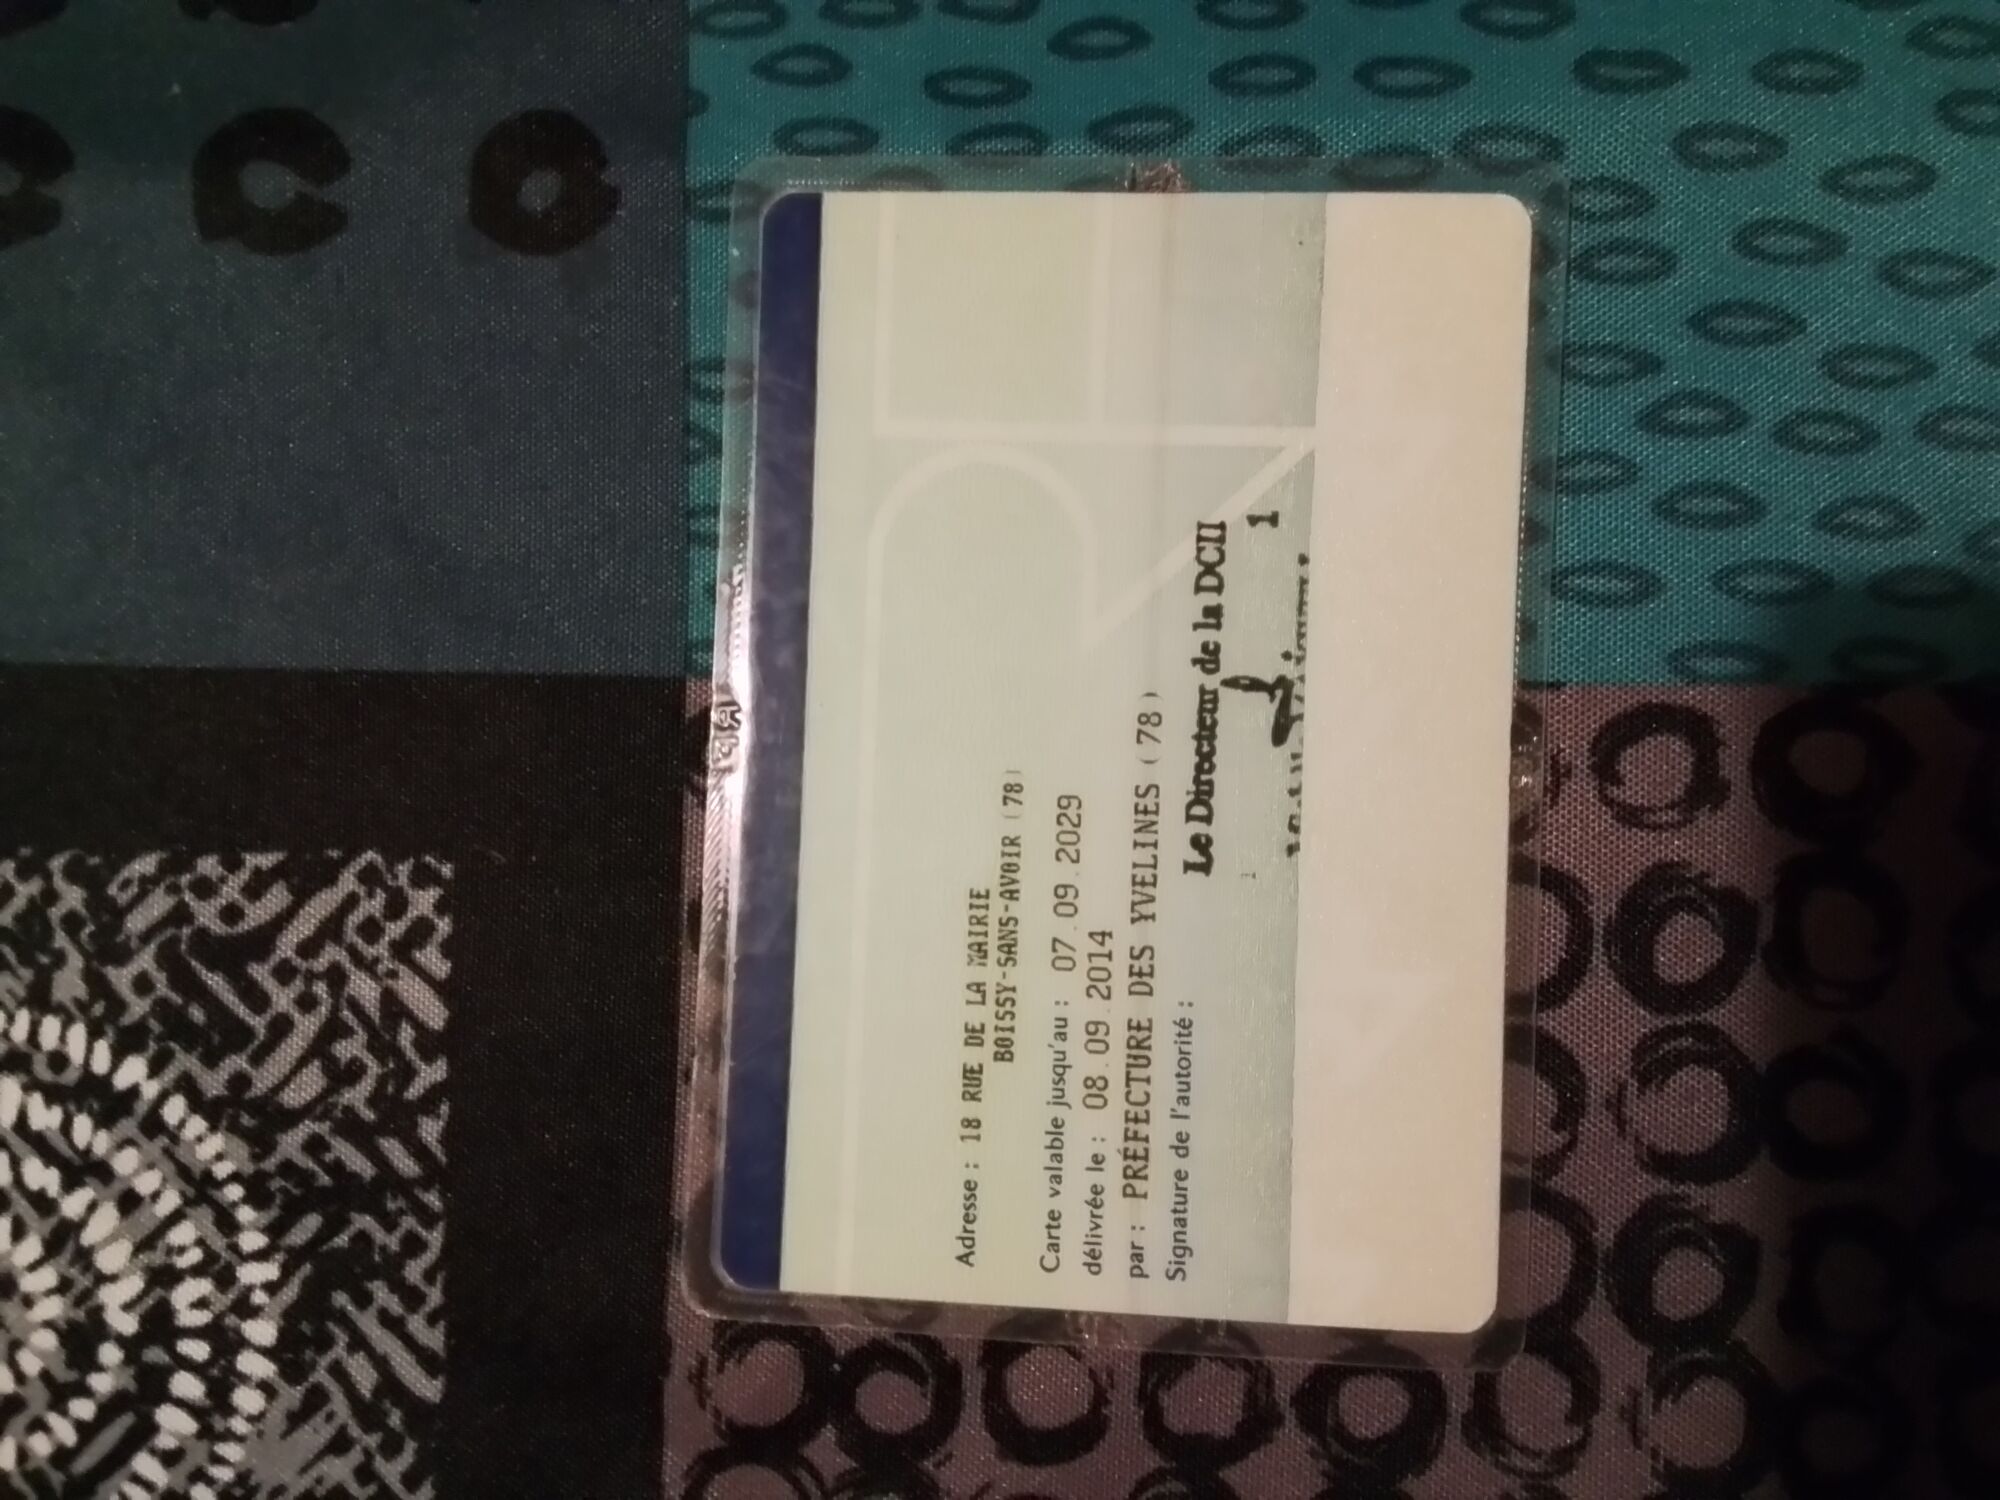 Adresse : 18 RUE DE LA MAIRIE
BOISSY-SANS-AVOIR (78)
Carte valable jusqu'au : 07.09.2029
délivrée le : 08.09.2014
par : PRÉFECTURE DES YVELINES (78)
Signature de l'autorité :
Le Directeur de la DCII